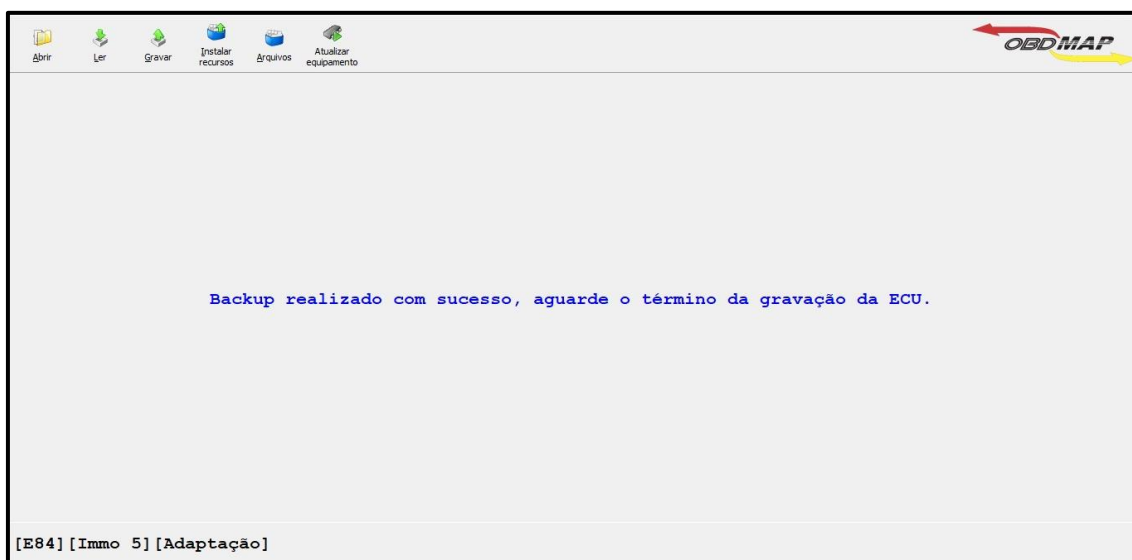 Abrir
Ler
Gravar
Instalar
recursos
Arquivos
Atualizar
equipamento
OBDMAP
Backup realizado com sucesso, aguarde o término da gravação da ECU.
[E84][Immo 5][Adaptação]